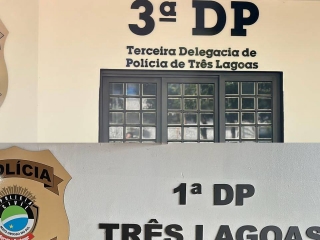 3ª DP
Terceira Delegacia de
Polícia de Três Lagoas
POLÍCIA
1ª DP
TRÊS LAGOAS